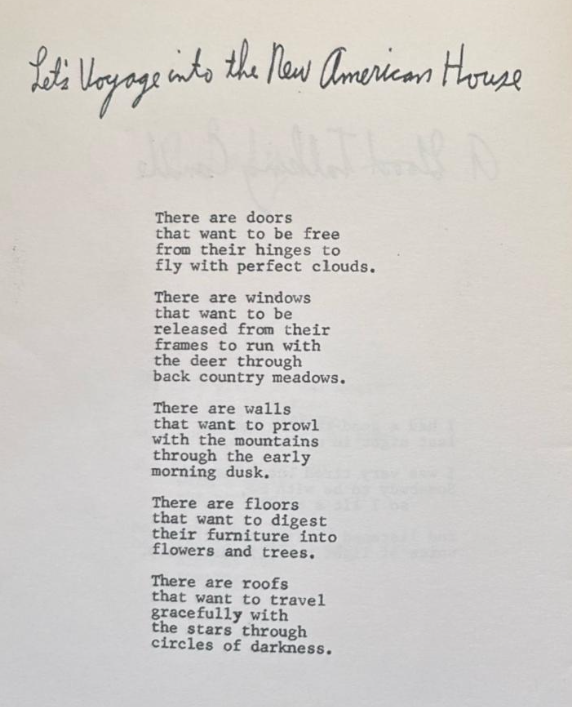 Let's Voyage into the New American House
There are doors
that want to be free
from their hinges to
fly with perfect clouds.
There are windows
that want to be
released from their
frames to run with
the deer through
back country meadows.
There are walls
that want to prowl
with the mountains
through the early
morning dusk.
There are floors
that want to digest
their furniture into
flowers and trees.
There are roofs
that want to travel
gracefully with
the stars through
circles of darkness.